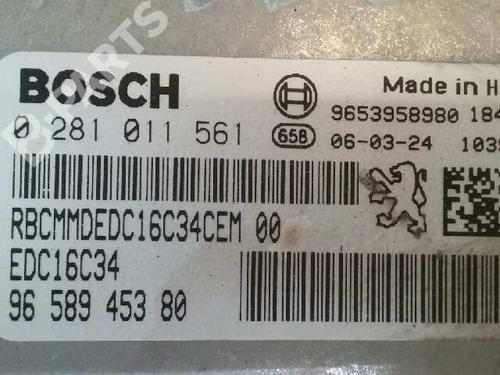 BOSCH
Made in H
0 281 011 561
9653958980 184
658
06-03-24 1039
RBCMMDEDC16C34CEM 00
EDC16C34
96 589 453 80
B PARTS